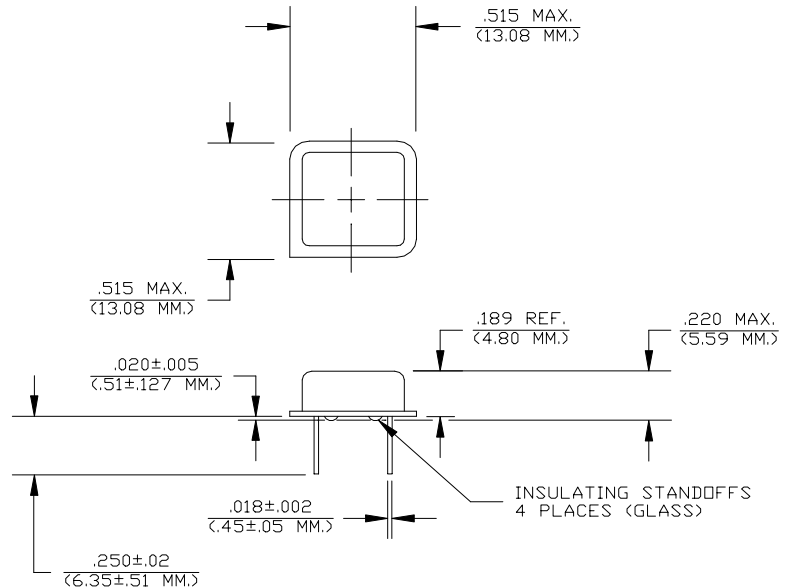 .515 MAX.
(13.08 MM.)
.515 MAX.
(13.08 MM.)
.189 REF.
(4.80 MM.)
.220 MAX.
(5.59 MM.)
.020±.005
(.51±.127 MM.)
INSULATING STANDOFFS
4 PLACES (GLASS)
.018±.002
(.45±.05 MM.)
.250±.02
(6.35±.51 MM.)